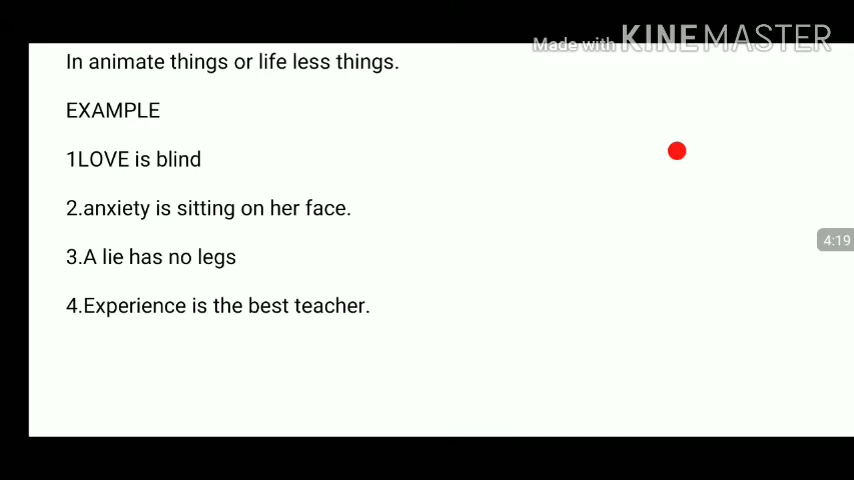 Made with KINEMASTER
In animate things or life less things.
EXAMPLE
1LOVE is blind
2.anxiety is sitting on her face.
4:19
3.A lie has no legs
4.Experience is the best teacher.